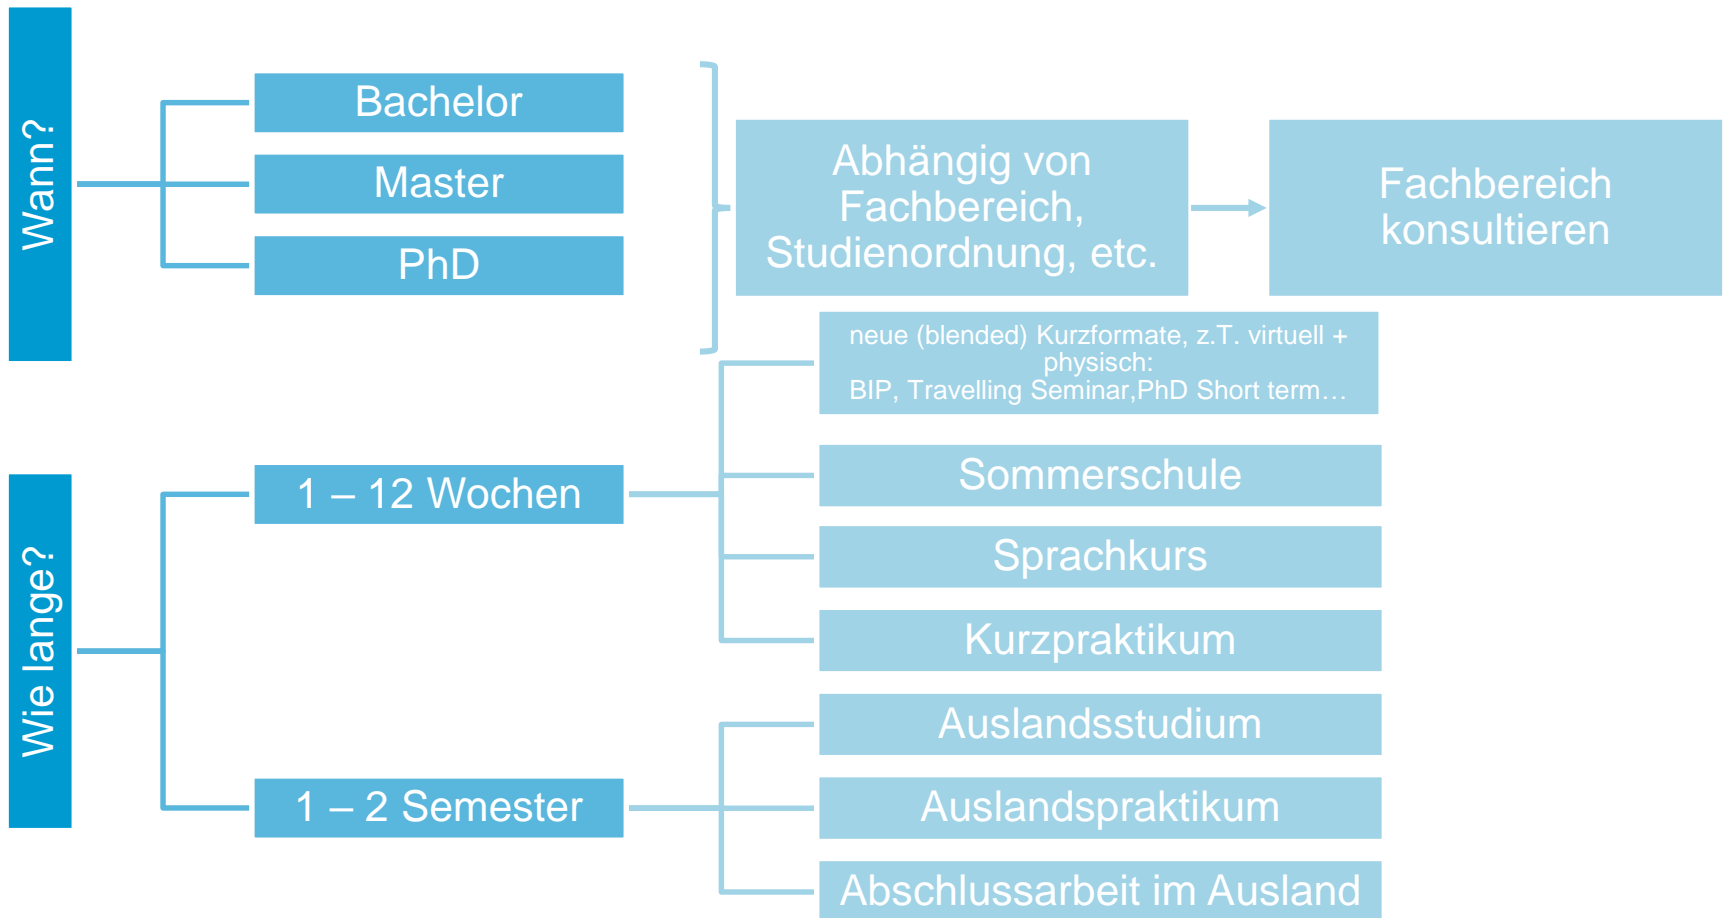 Wann?
Bachelor
Master
PhD
Abhängig von
Fachbereich,
Studienordnung, etc.
Fachbereich
konsultieren
Wie lange?
1 – 12 Wochen
neue (blended) Kurzformate, z.T. virtuell +
physisch:
BIP, Travelling Seminar,PhD Short term…
Sommerschule
Sprachkurs
Kurzpraktikum
1 – 2 Semester
Auslandsstudium
Auslandspraktikum
Abschlussarbeit im Ausland